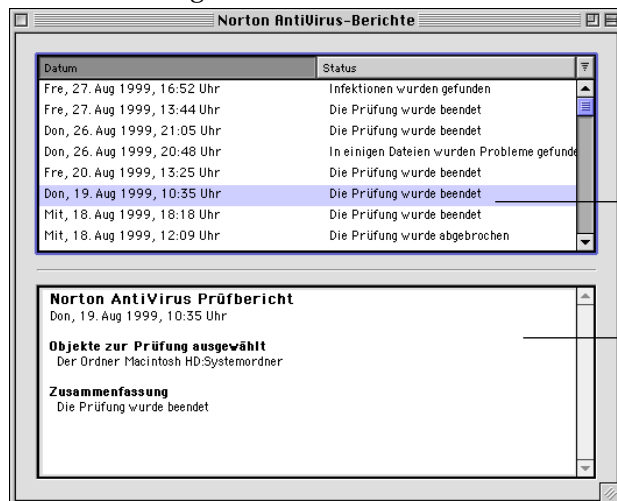 Norton AntiVirus-Berichte
Datum Status
Fre, 27. Aug 1999, 16:52 Uhr Infektionen wurden gefunden
Fre, 27. Aug 1999, 13:44 Uhr Die Prüfung wurde beendet
Don, 26. Aug 1999, 21:05 Uhr Die Prüfung wurde beendet
Don, 26. Aug 1999, 20:48 Uhr In einigen Dateien wurden Probleme gefunde
Fre, 20. Aug 1999, 13:25 Uhr Die Prüfung wurde beendet
Don, 19. Aug 1999, 10:35 Uhr Die Prüfung wurde beendet
Mit, 18. Aug 1999, 18:18 Uhr Die Prüfung wurde beendet
Mit, 18. Aug 1999, 12:09 Uhr Die Prüfung wurde abgebrochen
Norton AntiVirus Prüfbericht
Don, 19. Aug 1999, 10:35 Uhr
Objekte zur Prüfung ausgewählt
Der Ordner Macintosh HD:Systemordner
Zusammenfassung
Die Prüfung wurde beendet